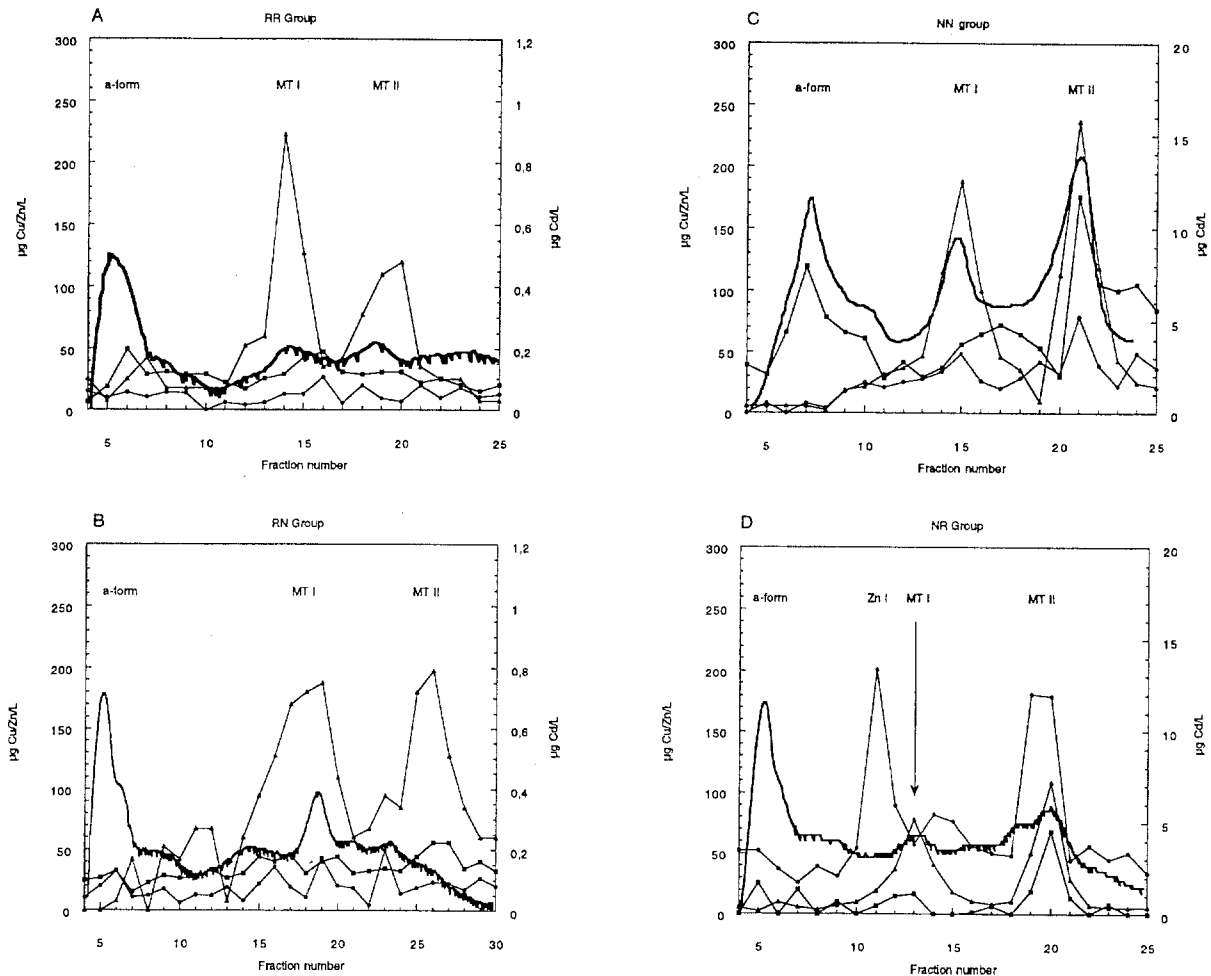 A
RR Group
300
250
200
150
100
50
0
1,2
1
0,8
0,6
0,4
0,2
0
a-form MT I MT II
µg Cu/Zn/L
µg Cd/L
5 10 15 20 25
Fraction number
C
NN group
300
250
200
150
100
50
0
20
15
10
5
0
a-form MT I MT II
µg Cu/Zn/L
µg Cd/L
5 10 15 20 25
Fraction number
B
RN Group
300
250
200
150
100
50
0
1,2
1
0,8
0,6
0,4
0,2
0
a-form MT I MT II
µg Cu/Zn/L
µg Cd/L
5 10 15 20 25 30
Fraction number
D
NR Group
300
250
200
150
100
50
0
20
15
10
5
0
a-form Zn I MT I MT II
µg Cu/Zn/L
µg Cd/L
5 10 15 20 25
Fraction number